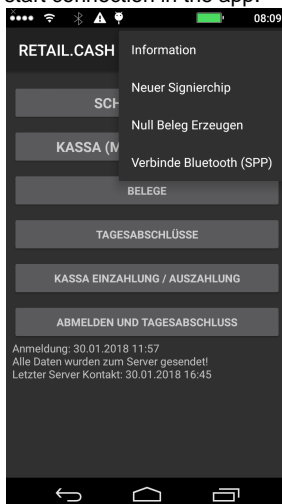 start connection in the app.
08:09
RETAIL.CASH
Information
Neuer Signierchip
SCH
Null Beleg Erzeugen
KASSA (M
Verbinde Bluetooth (SPP)
BELEGE
TAGESABSCHLÜSSE
KASSA EINZAHLUNG / AUSZAHLUNG
ABMELDEN UND TAGESABSCHLUSS
Anmeldung: 30.01.2018 11:57
Alle Daten wurden zum Server gesendet!
Letzter Server Kontakt: 30.01.2018 16:45